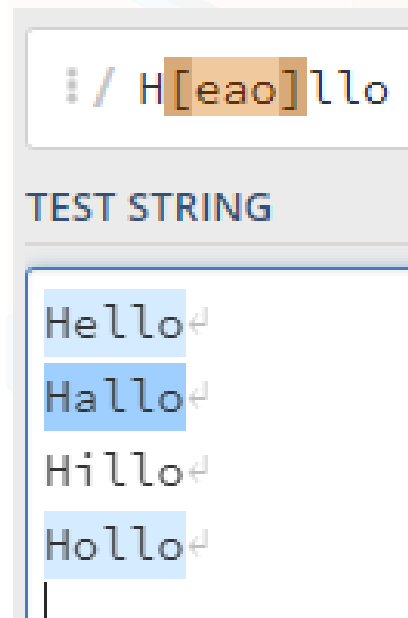 / H[eao]llo
TEST STRING
Hello
Hallo
Hillo
Hollo